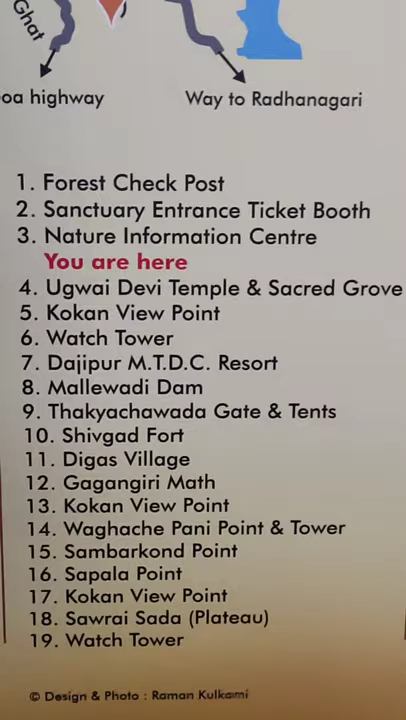 Ghat
oa highway
Way to Radhanagari
1. Forest Check Post
2. Sanctuary Entrance Ticket Booth
3. Nature Information Centre
You are here
4. Ugwai Devi Temple & Sacred Grove
5. Kokan View Point
6. Watch Tower
7. Dajipur M.T.D.C. Resort
8. Mallewadi Dam
9. Thakyachawada Gate & Tents
10. Shivgad Fort
11. Digas Village
12. Gagangiri Math
13. Kokan View Point
14. Waghache Pani Point & Tower
15. Sambarkond Point
16. Sapala Point
17. Kokan View Point
18. Sawrai Sada (Plateau)
19. Watch Tower
© Design & Photo : Raman Kulkarni